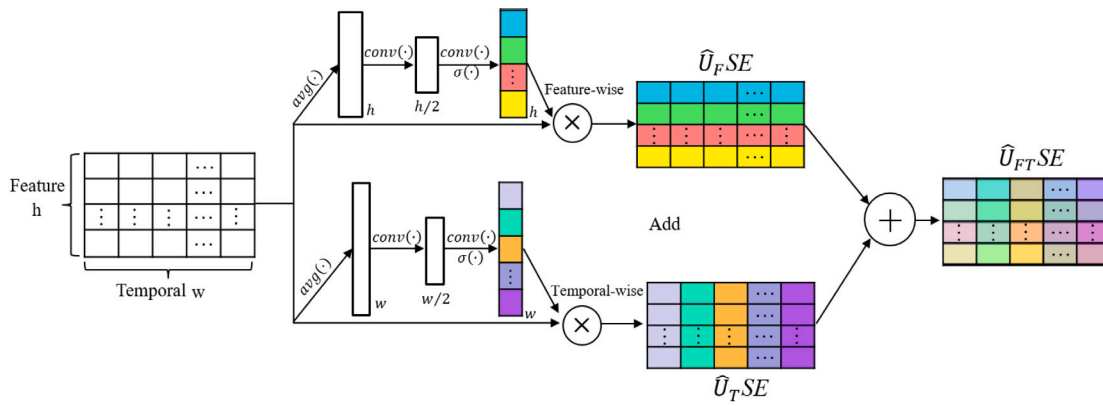 avg(·)
conv(·)
conv(·)
σ(·)
h
h/2
h
Feature-wise
×
Û_F SE
...
...
⋮ ⋮ ⋮ ⋮ ⋮
...
Feature
h
...
...
⋮ ⋮ ⋮ ... ⋮
...
Temporal w
avg(·)
conv(·)
conv(·)
σ(·)
w
w/2
w
Temporal-wise
×
Add
...
...
⋮ ⋮ ⋮ ... ⋮
...
Û_T SE
+
Û_FT SE
...
...
⋮ ⋮ ⋮ ... ⋮
...